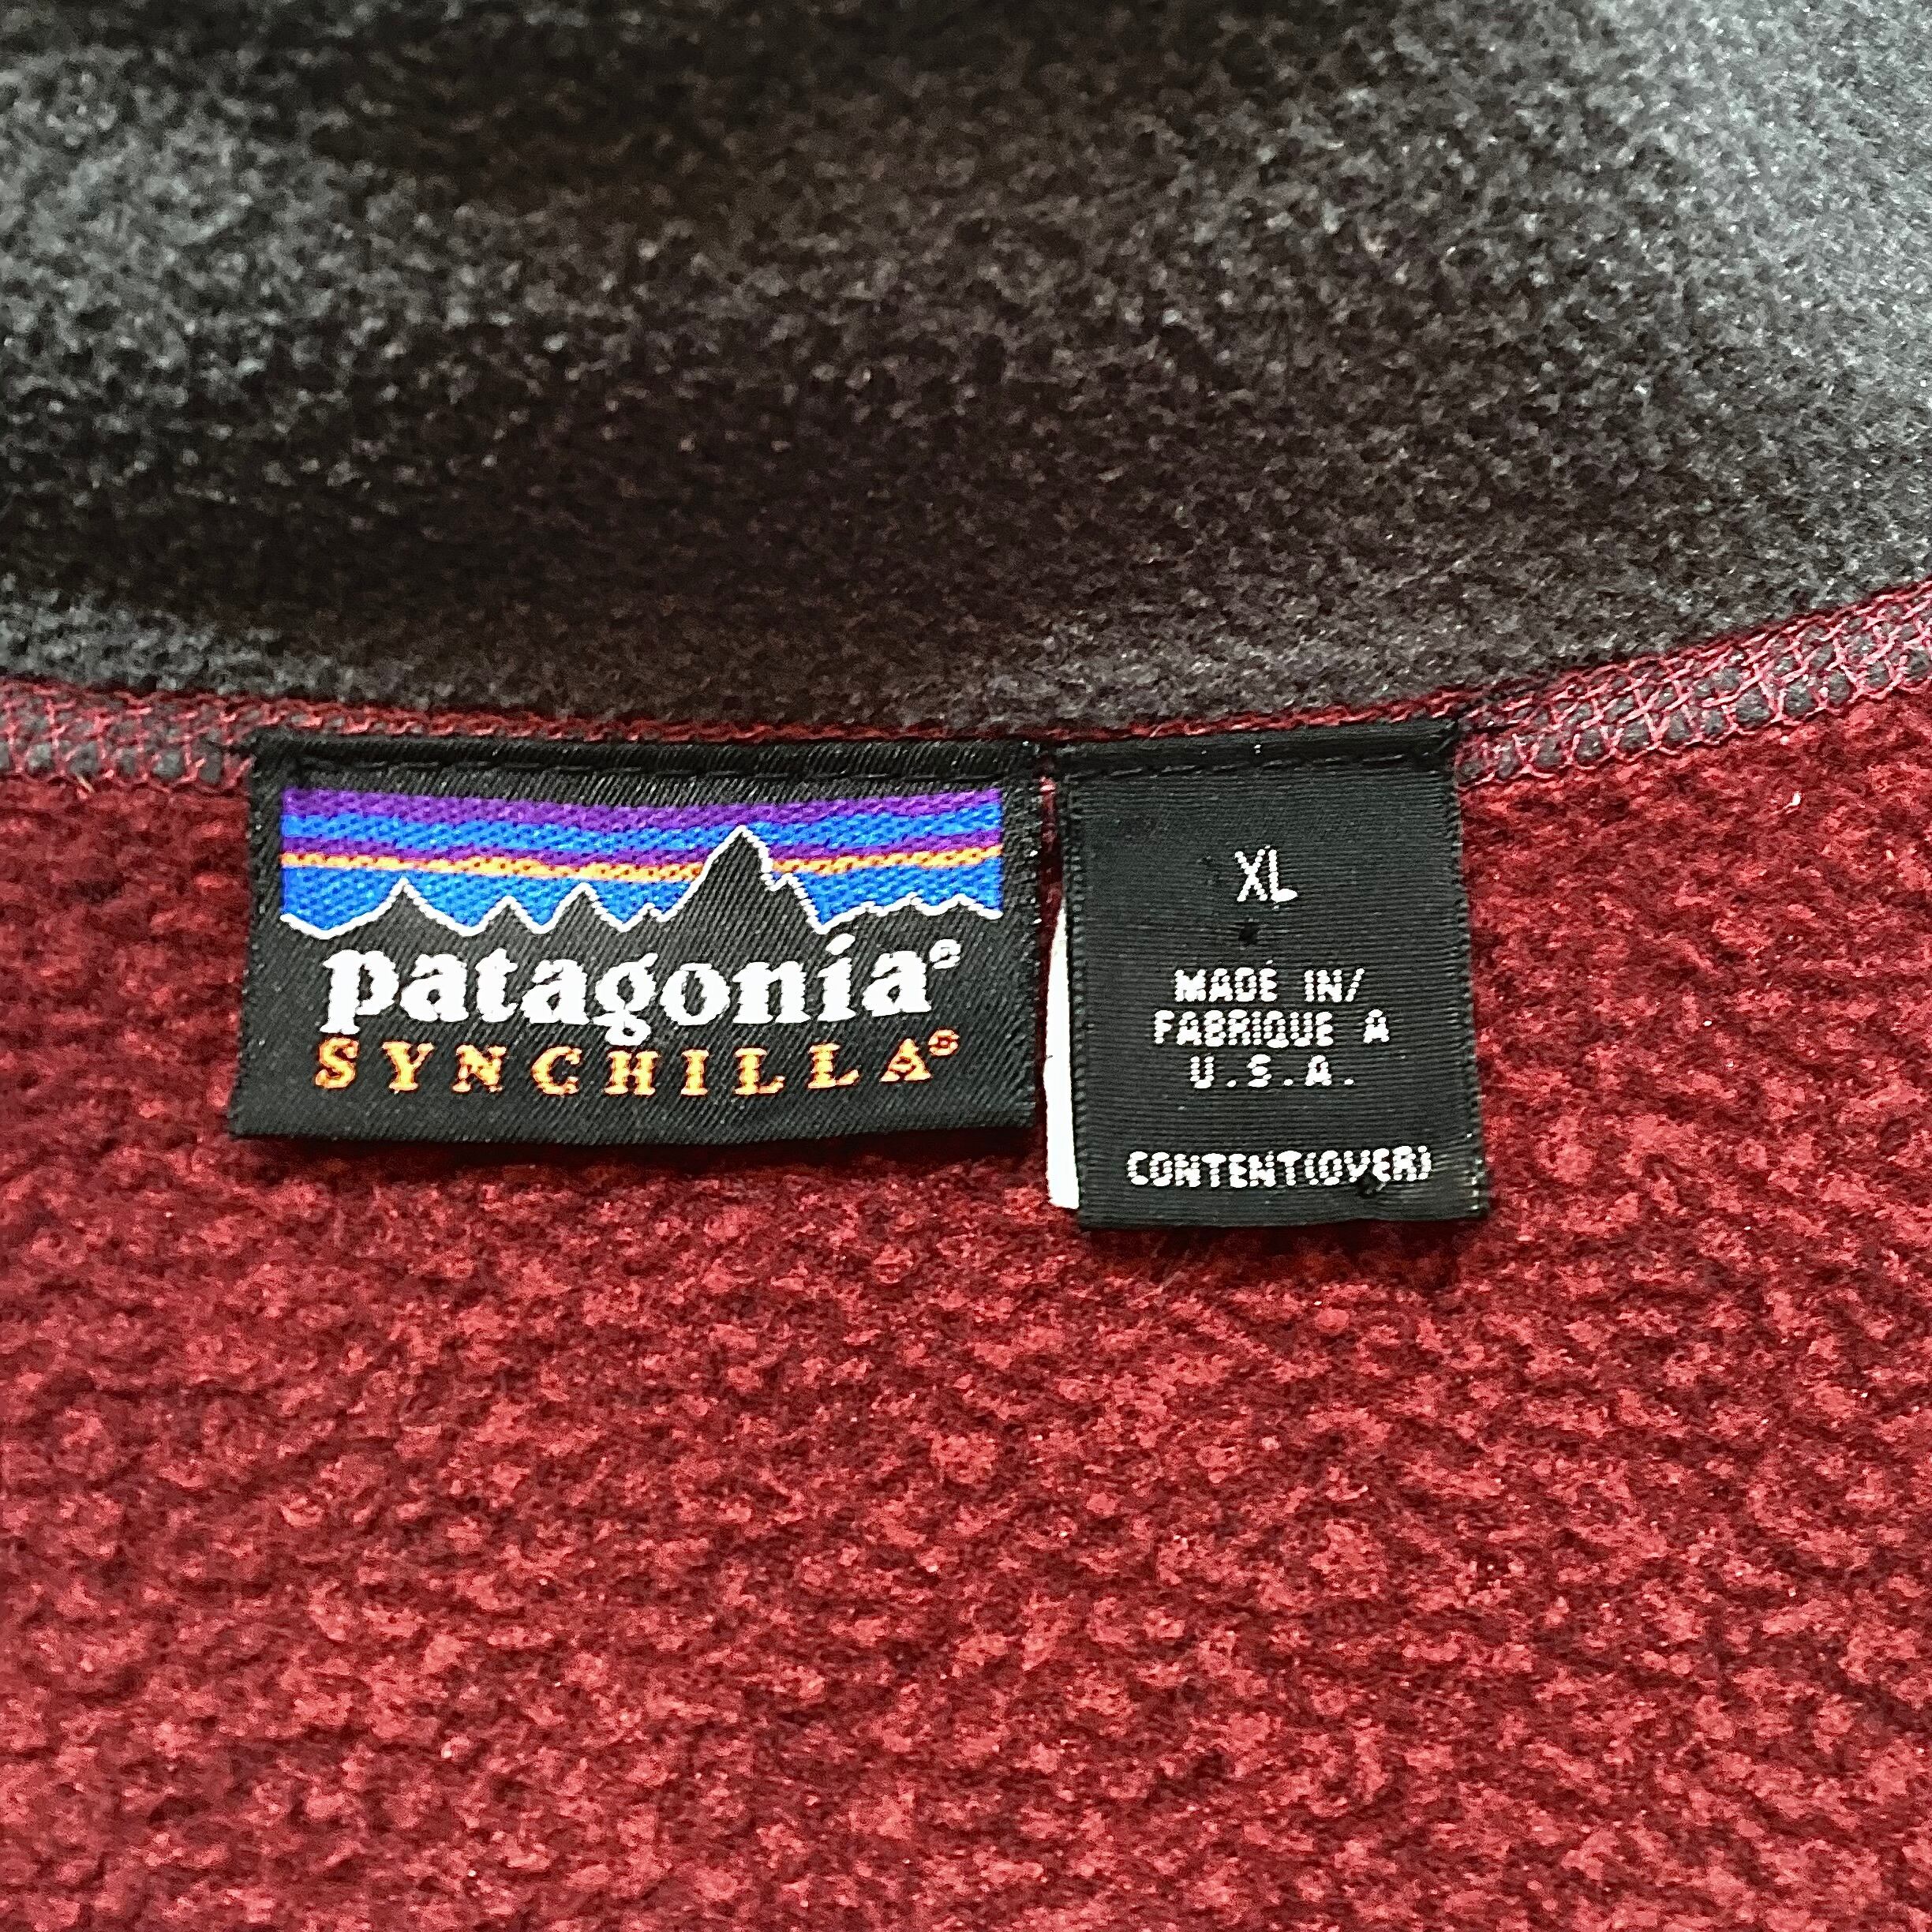 patagonia®
SYNCHILLA®
XL
MADE IN/
FABRIQUE A
U.S.A.
CONTENT(OVER)